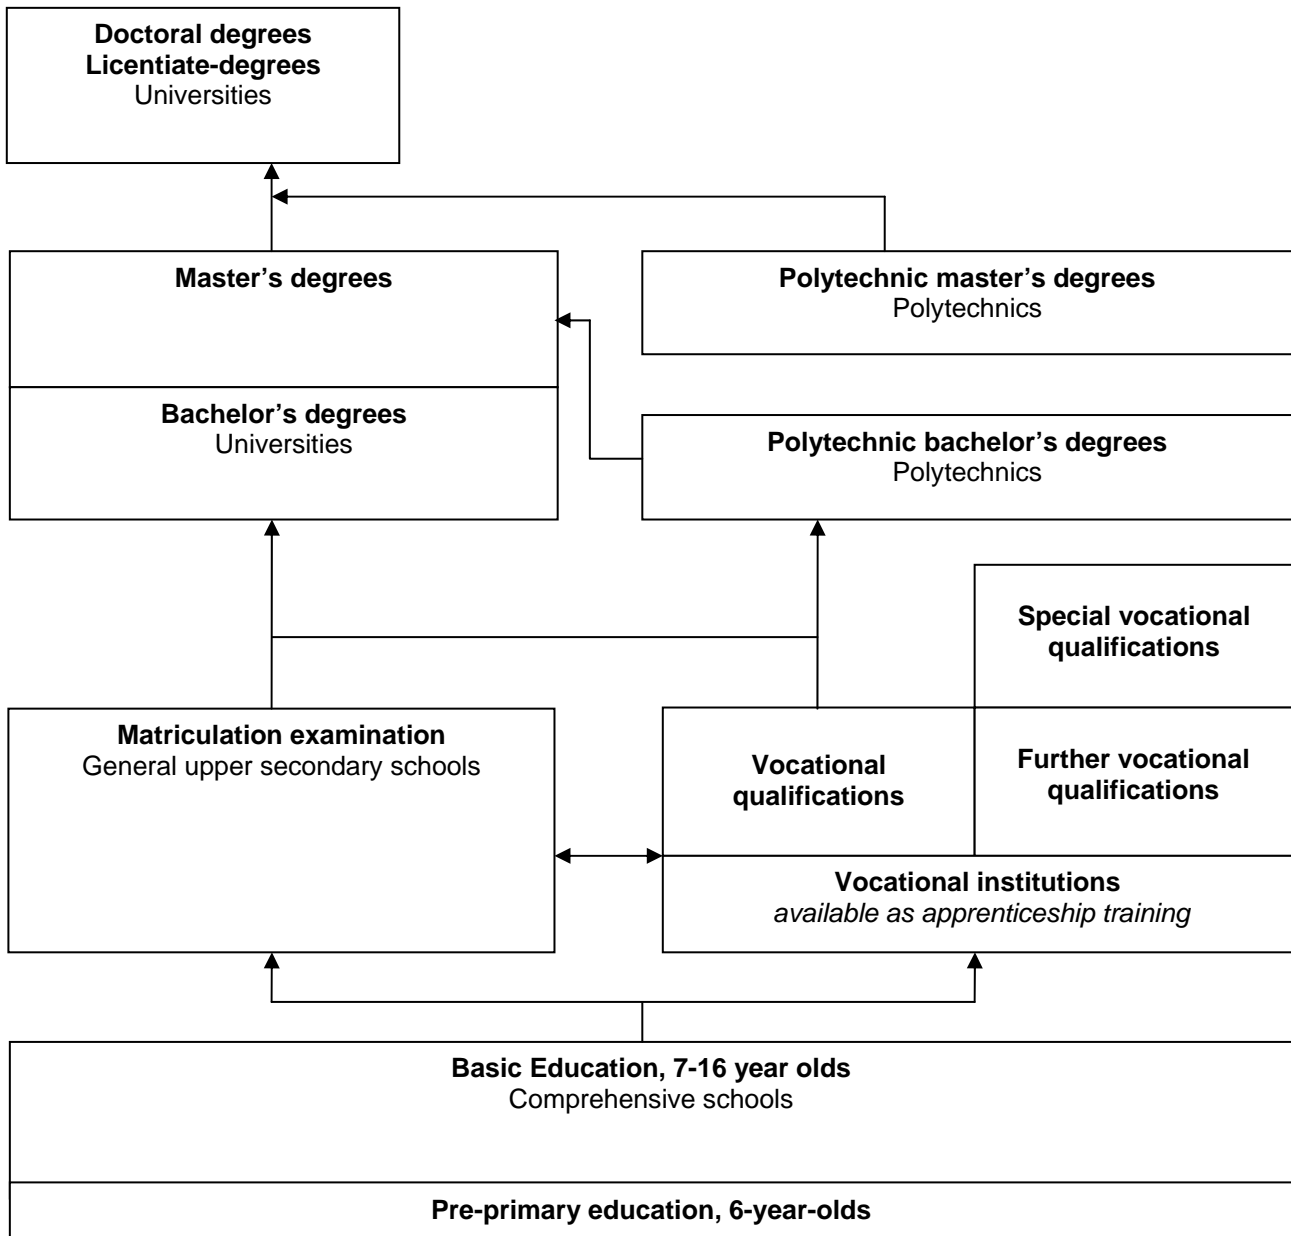 Doctoral degrees
Licentiate-degrees
Universities
Master’s degrees
Polytechnic master’s degrees
Polytechnics
Bachelor’s degrees
Universities
Polytechnic bachelor’s degrees
Polytechnics
Special vocational
qualifications
Matriculation examination
General upper secondary schools
Vocational
qualifications
Further vocational
qualifications
Vocational institutions
available as apprenticeship training
Basic Education, 7-16 year olds
Comprehensive schools
Pre-primary education, 6-year-olds